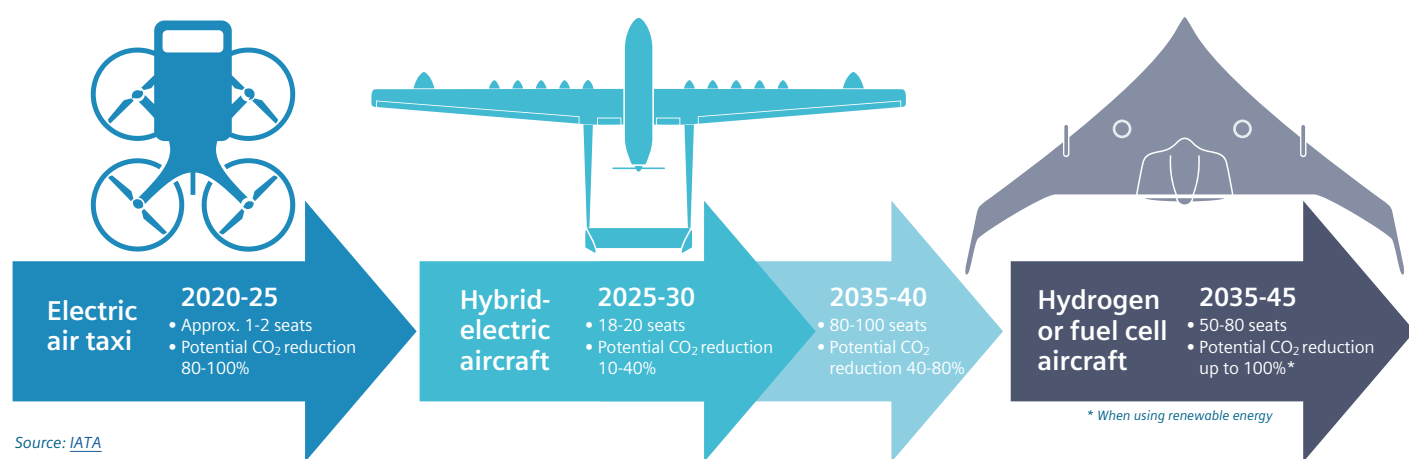 Electric
air taxi
2020-25
• Approx. 1-2 seats
• Potential CO₂ reduction
80-100%
Hybrid-
electric
aircraft
2025-30
• 18-20 seats
• Potential CO₂ reduction
10-40%
2035-40
• 80-100 seats
• Potential CO₂
reduction 40-80%
Hydrogen
or fuel cell
aircraft
2035-45
• 50-80 seats
• Potential CO₂ reduction
up to 100%*
* When using renewable energy
Source: IATA